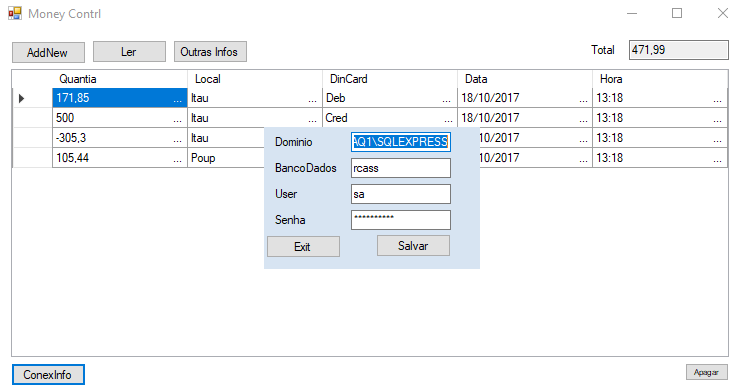 Money Contrl
AddNew Ler Outras Infos Total 471,99
Quantia Local DinCard Data Hora
171,85 ... Itau ... Deb ... 18/10/2017 ... 13:18 ...
500 ... Itau ... Cred ... 18/10/2017 ... 13:18 ...
-305,3 ... Itau 10/2017 ... 13:18 ...
105,44 ... Poup 10/2017 ... 13:18 ...
Dominio AQ1\SQLEXPRESS
BancoDados rcass
User sa
Senha **********
Exit Salvar
ConexInfo Apagar